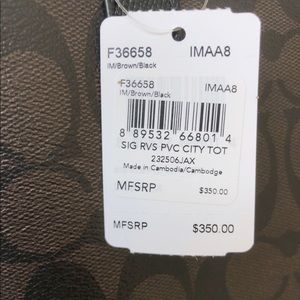 F36658 IMAA8
IM/Brown/Black
F36658 IMAA8
IM/Brown/Black
8 89532 66801 4
SIG RVS PVC CITY TOT
232506JAX
Made in Cambodia/Cambodge
MFSRP $350.00
MFSRP $350.00